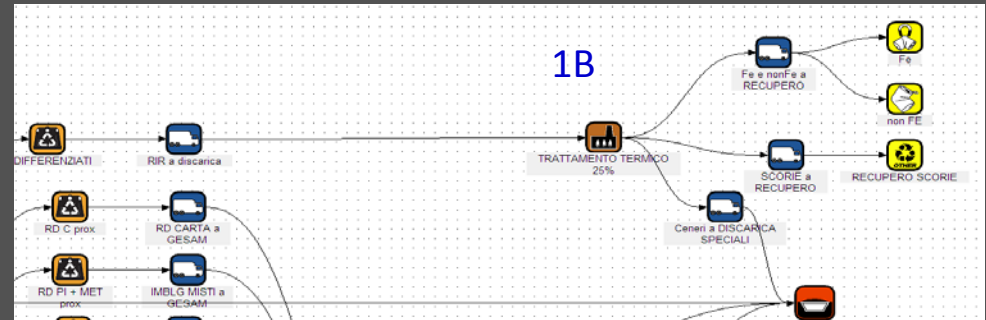 1B
Fe
Fe e nonFe a
RECUPERO
non FE
DIFFERENZIATI
RIR a discarica
TRATTAMENTO TERMICO
25%
SCORIE a
RECUPERO
OTHER
RECUPERO SCORIE
RD C prox
RD CARTA a
GESAM
Ceneri a DISCARICA
SPECIALI
RD PI + MET
prox
IMBLG MISTI a
GESAM